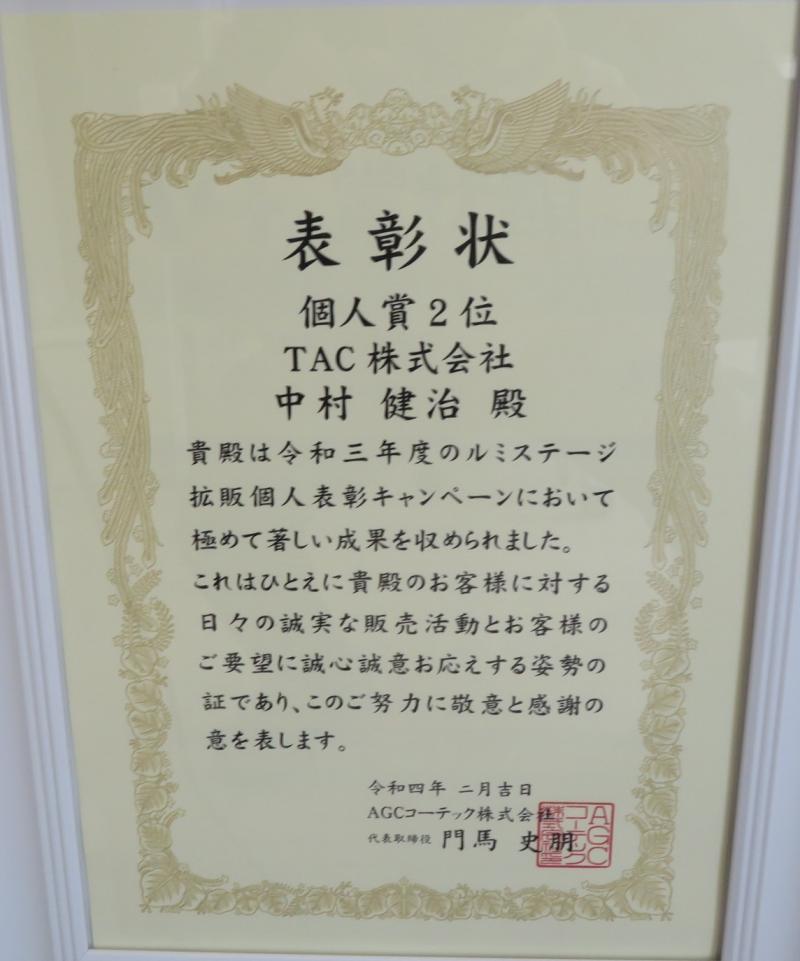 表彰状
個人賞2位
TAC株式会社
中村 健治 殿
貴殿は令和三年度のルミステージ
拡販個人表彰キャンペーンにおいて
極めて著しい成果を収められました。
これはひとえに貴殿のお客様に対する
日々の誠実な販売活動とお客様の
ご要望に誠心誠意お応えする姿勢の
証であり、このご努力に敬意と感謝の
意を表します。
令和四年 二月吉日
AGCコーテック株式会社
代表取締役 門馬 史朋
AGC
コーテック